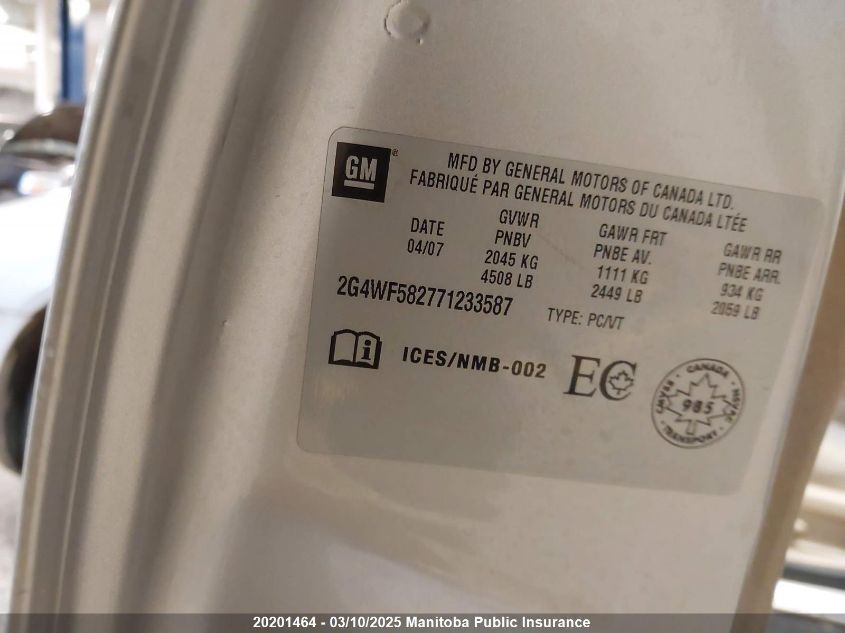 GM®
MFD BY GENERAL MOTORS OF CANADA LTD.
FABRIQUÉ PAR GENERAL MOTORS DU CANADA LTÉE
DATE
04/07
GVWR
PNBV
2045 KG
4508 LB
GAWR FRT
PNBE AV.
1111 KG
2449 LB
GAWR RR
PNBE ARR.
934 KG
2059 LB
2G4WF582771233587
TYPE: PC/VT
i ICES/NMB-002
EC
CANADA
985
TRANSPORT
20201464 - 03/10/2025 Manitoba Public Insurance